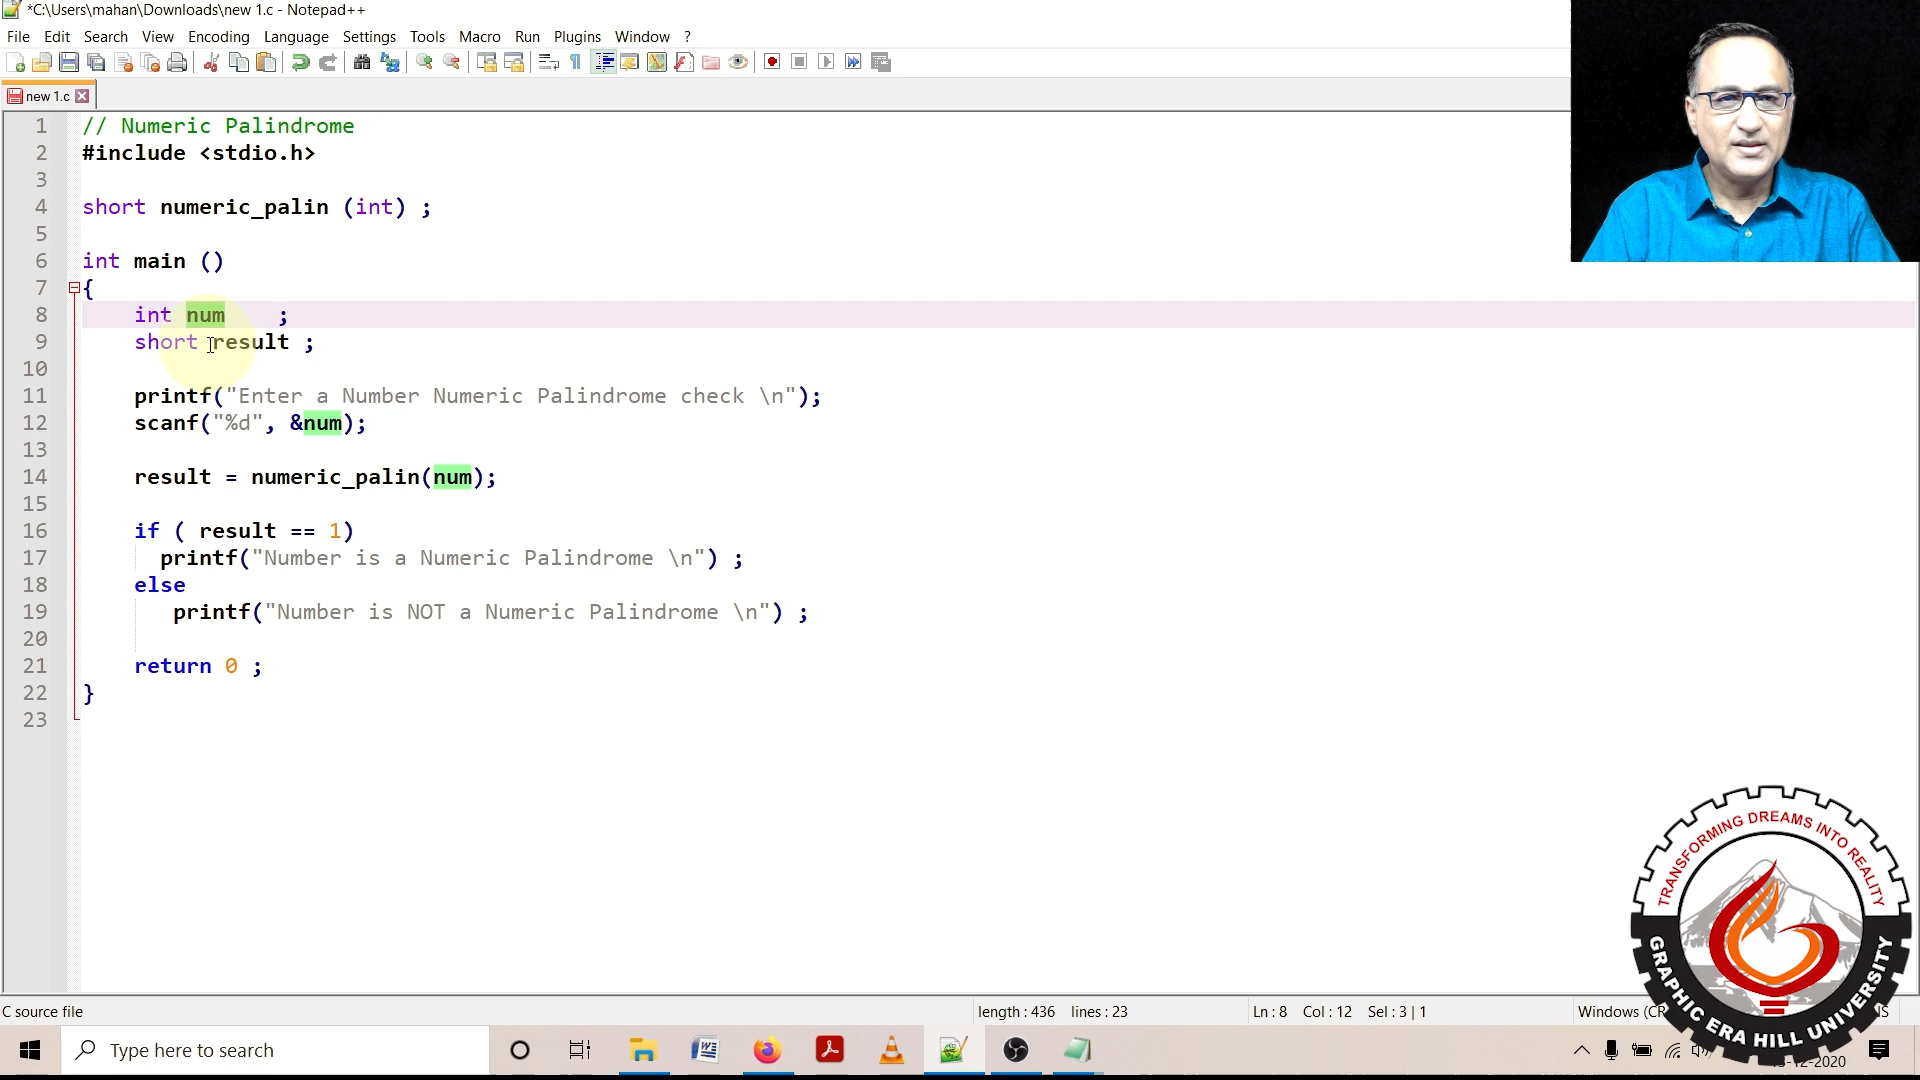 *C:\Users\mahan\Downloads\new 1.c - Notepad++
File Edit Search View Encoding Language Settings Tools Macro Run Plugins Window ?
new 1.c
1 // Numeric Palindrome
2 #include <stdio.h>
3
4 short numeric_palin (int) ;
5
6 int main ()
7 {
8 int num ;
9 short result ;
10
11 printf("Enter a Number Numeric Palindrome check \n");
12 scanf("%d", &num);
13
14 result = numeric_palin(num);
15
16 if ( result == 1)
17 printf("Number is a Numeric Palindrome \n") ;
18 else
19 printf("Number is NOT a Numeric Palindrome \n") ;
20
21 return 0 ;
22 }
23
TRANSFORMING DREAMS INTO REALITY
GRAPHIC ERA HILL UNIVERSITY
C source file length : 436 lines : 23 Ln : 8 Col : 12 Sel : 3 | 1 Windows (CR
Type here to search
-12-2020